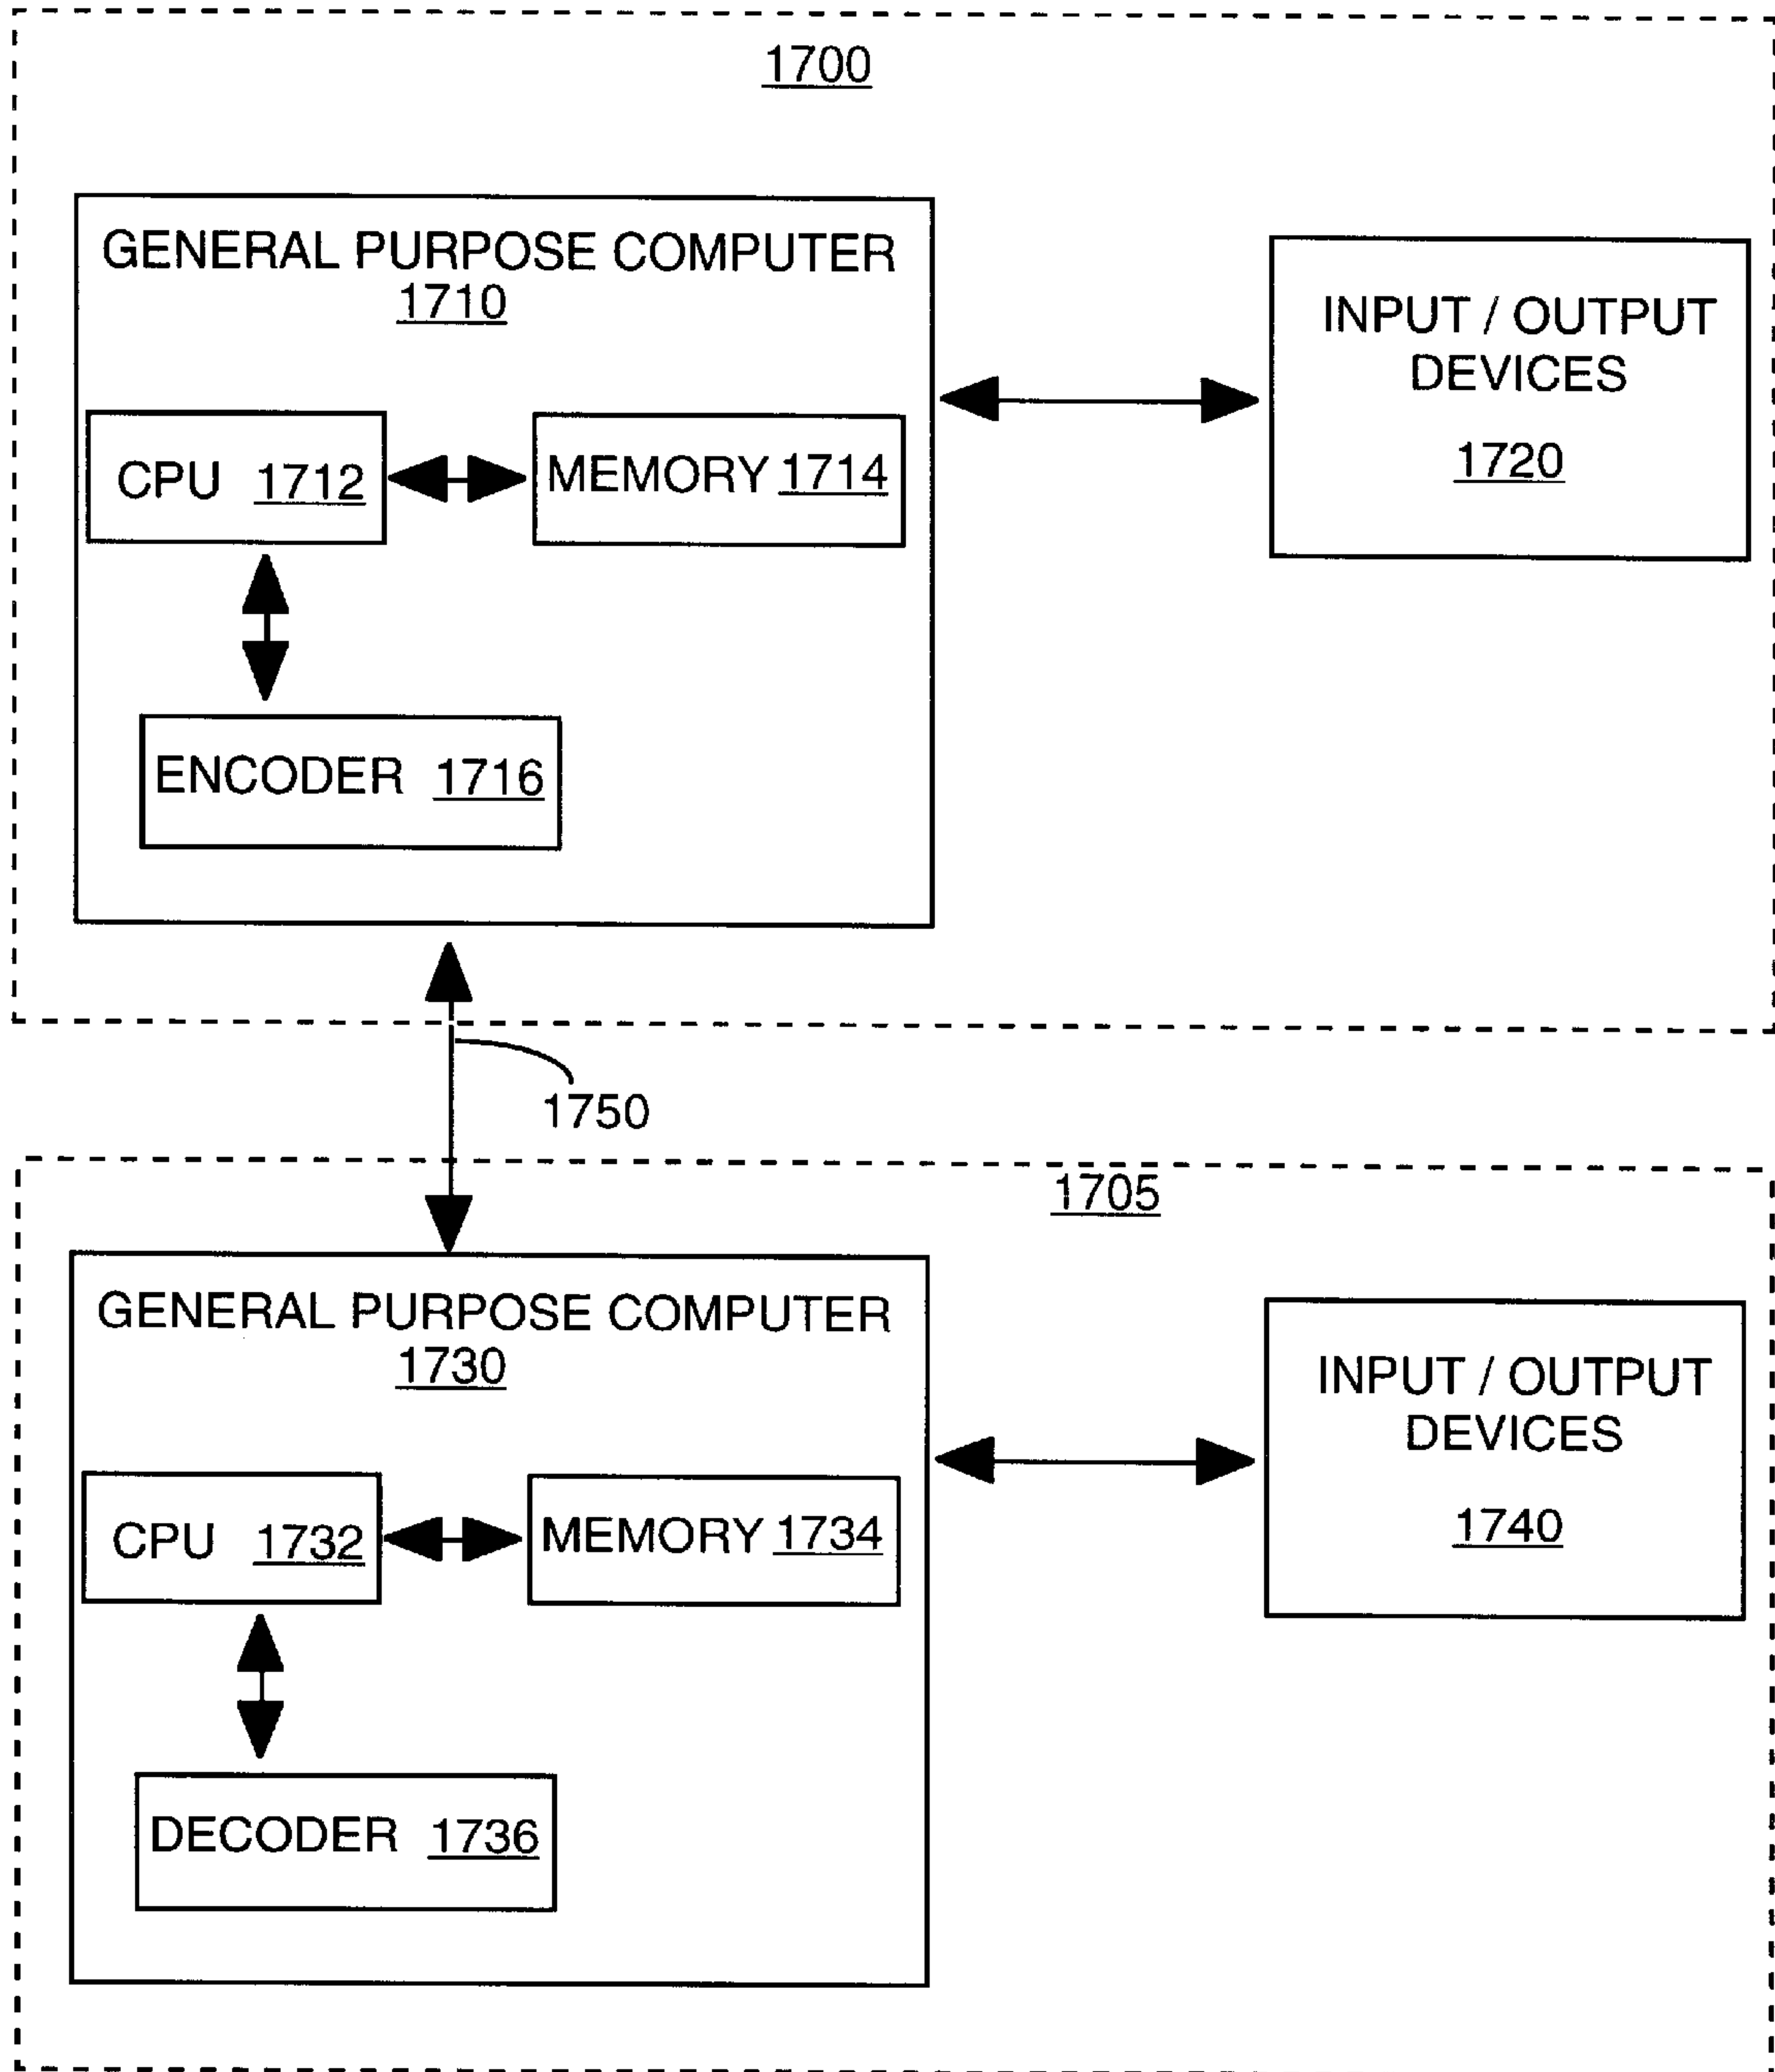 1700
GENERAL PURPOSE COMPUTER
1710
INPUT / OUTPUT
DEVICES
1720
CPU 1712
MEMORY 1714
ENCODER 1716
1750
1705
GENERAL PURPOSE COMPUTER
1730
INPUT / OUTPUT
DEVICES
1740
CPU 1732
MEMORY 1734
DECODER 1736